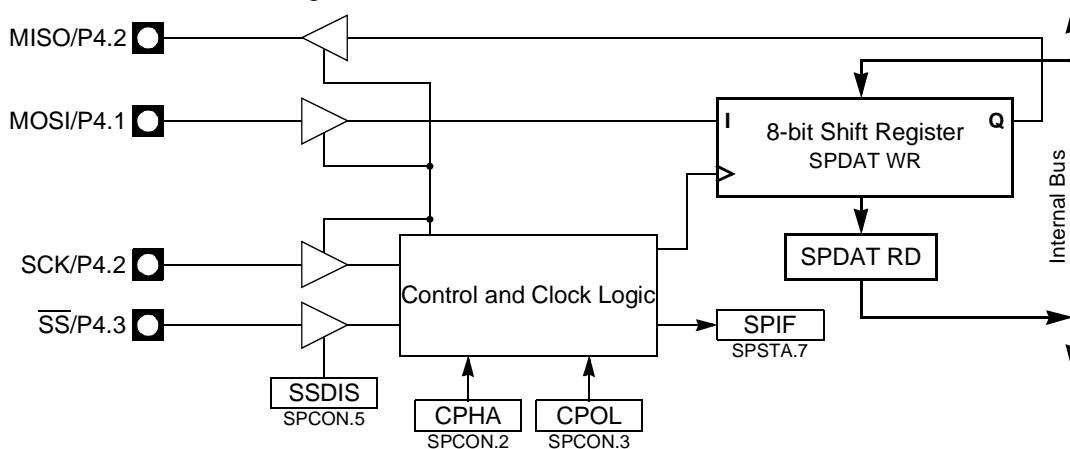 MISO/P4.2
MOSI/P4.1
I
8-bit Shift Register
Q
SPDAT WR
Internal Bus
SCK/P4.2
SPDAT RD
Control and Clock Logic
SS/P4.3
SPIF
SPSTA.7
SSDIS
SPCON.5
CPHA
SPCON.2
CPOL
SPCON.3